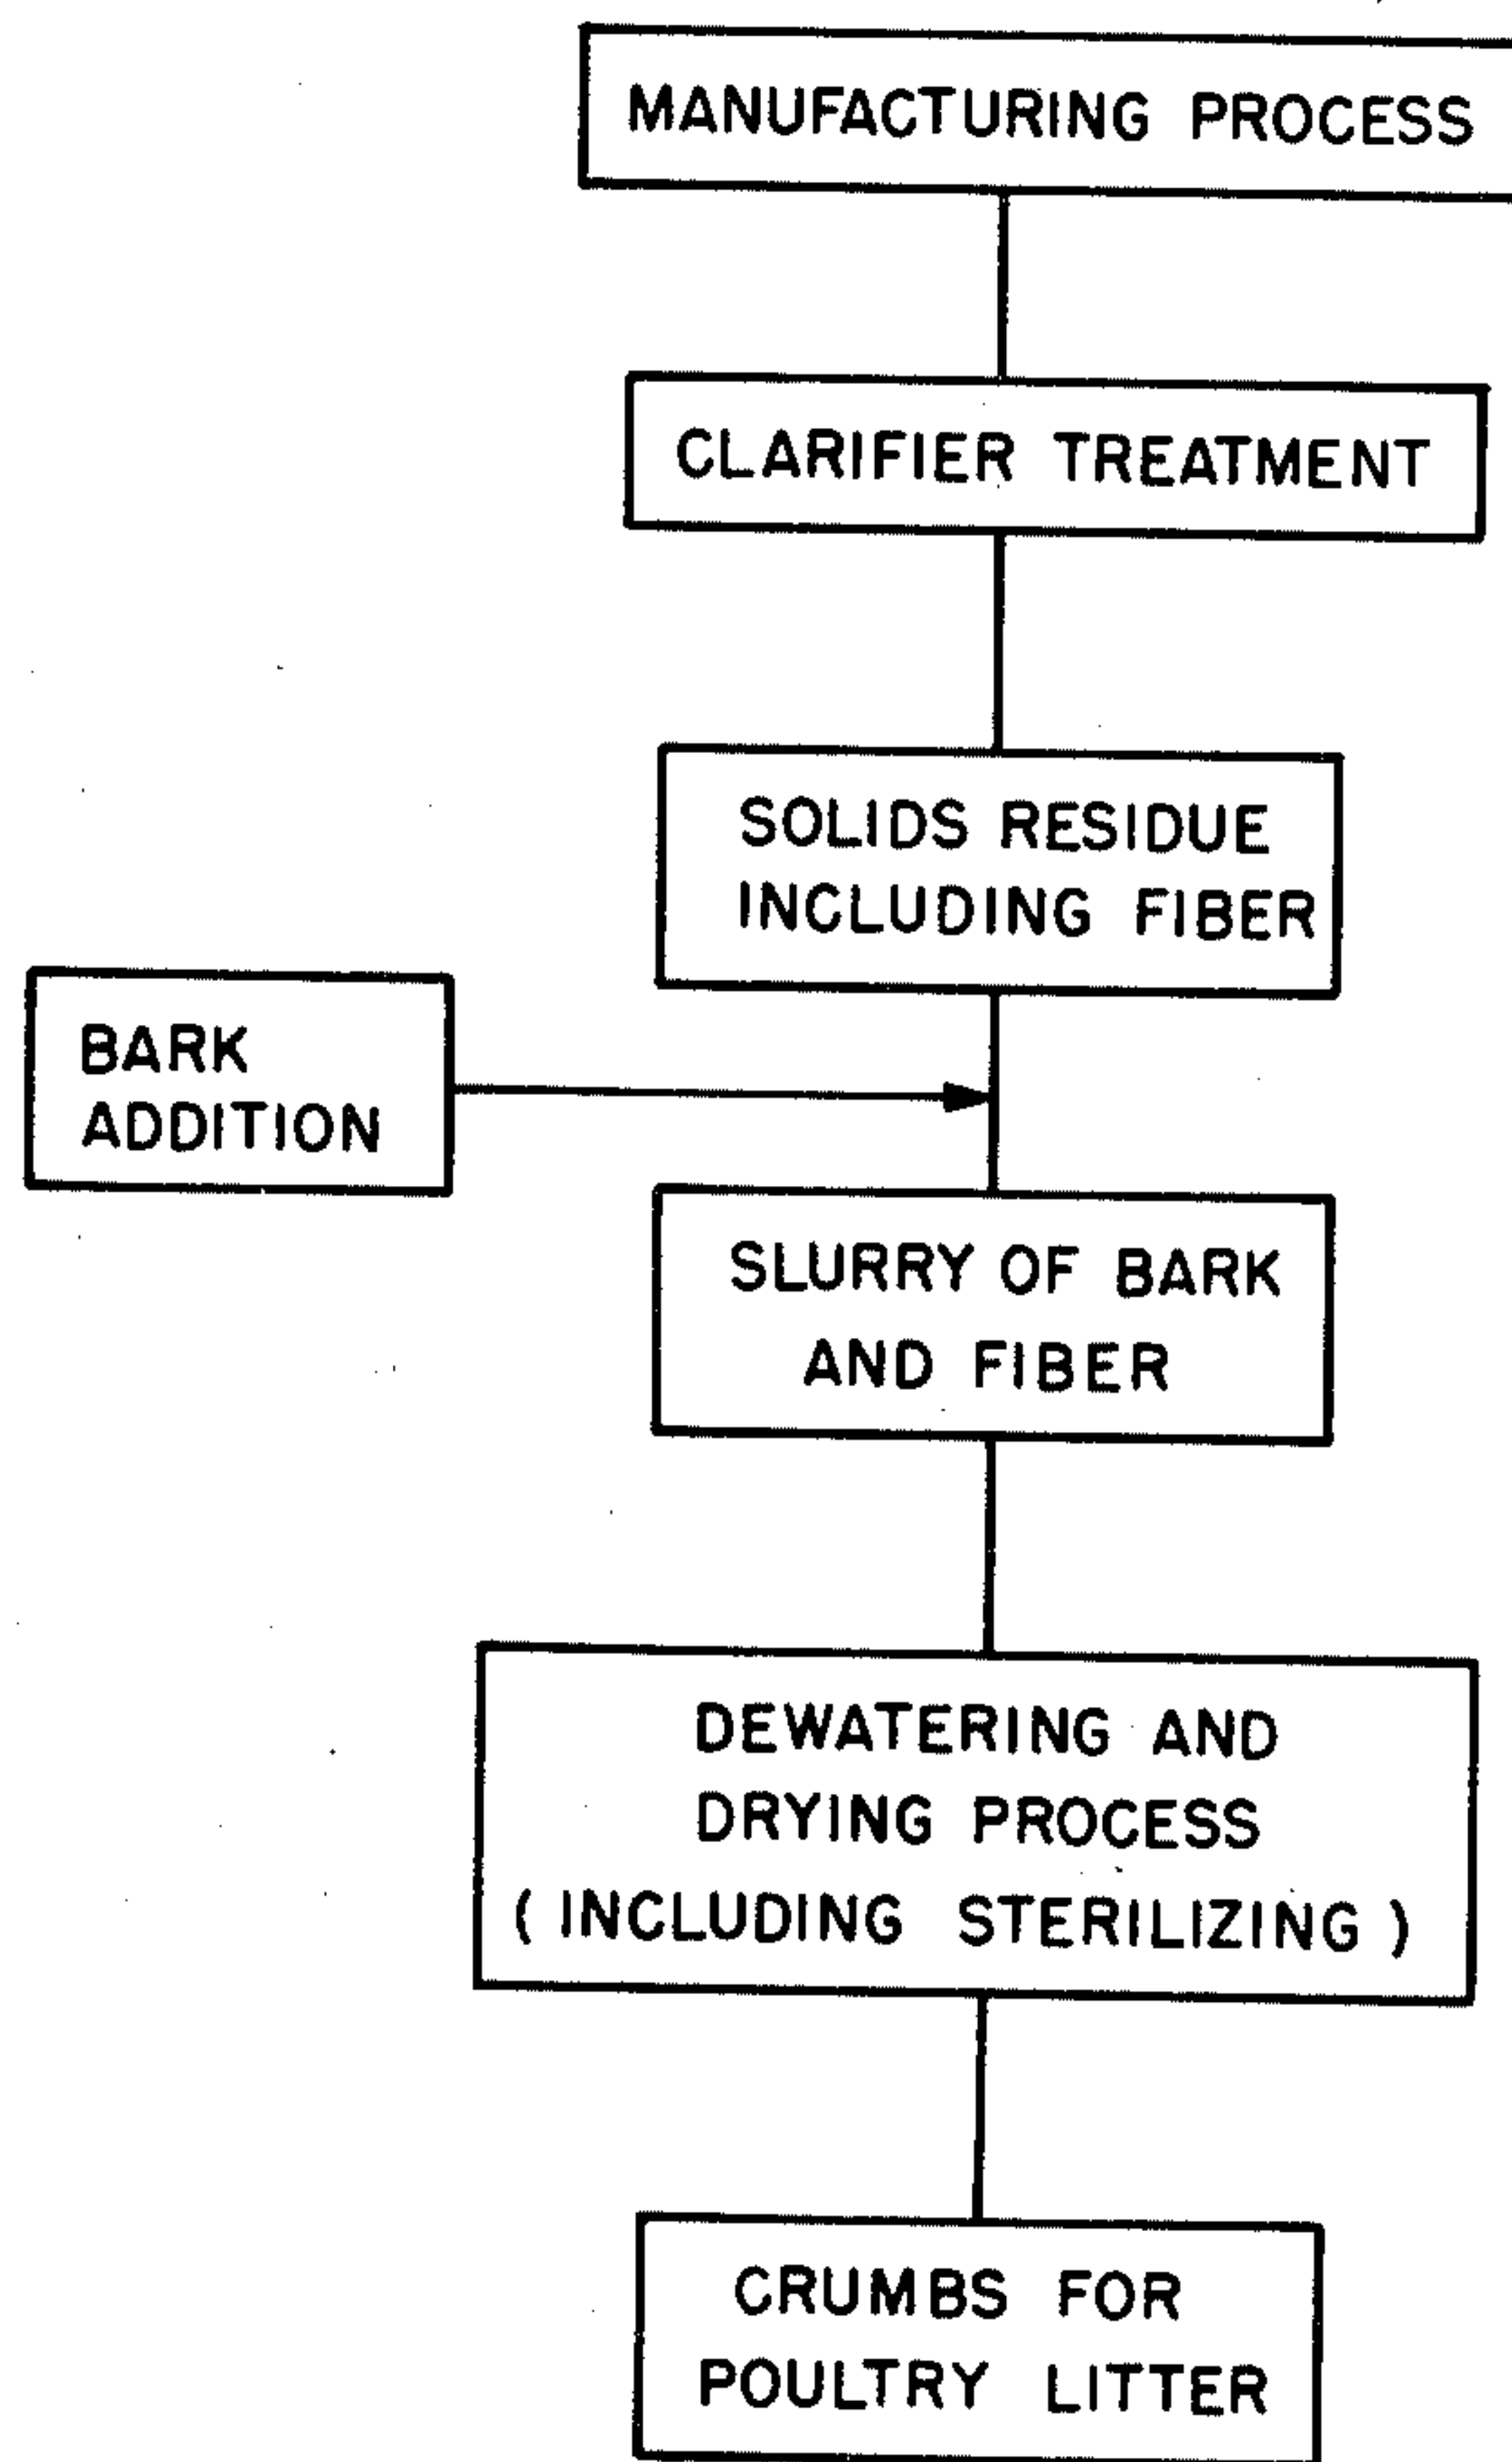 MANUFACTURING PROCESS
CLARIFIER TREATMENT
SOLIDS RESIDUE
INCLUDING FIBER
BARK
ADDITION
SLURRY OF BARK
AND FIBER
DEWATERING AND
DRYING PROCESS
( INCLUDING STERILIZING )
CRUMBS FOR
POULTRY LITTER